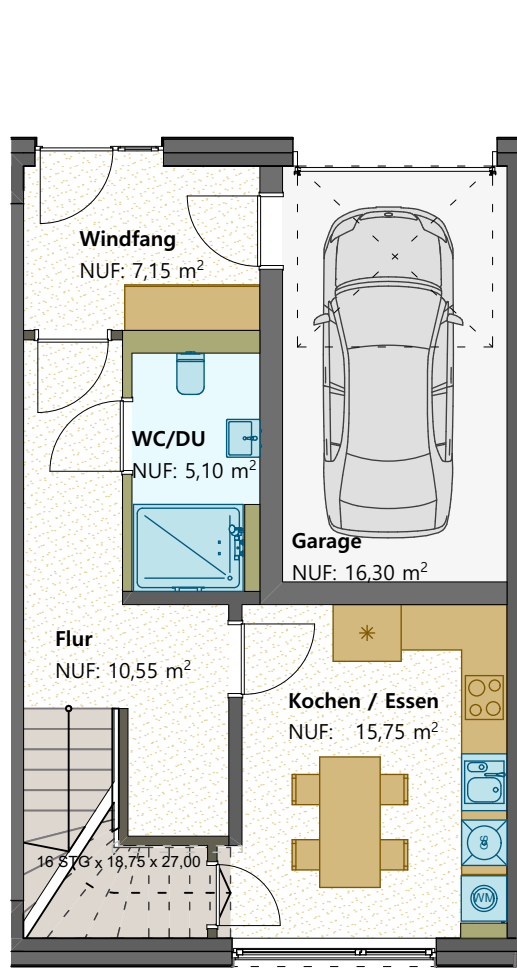 Windfang
NUF: 7,15 m²
WC/DU
NUF: 5,10 m²
Garage
NUF: 16,30 m²
Flur
NUF: 10,55 m²
Kochen / Essen
NUF: 15,75 m²
GS
16 STG x 18,75 x 27,00
WM